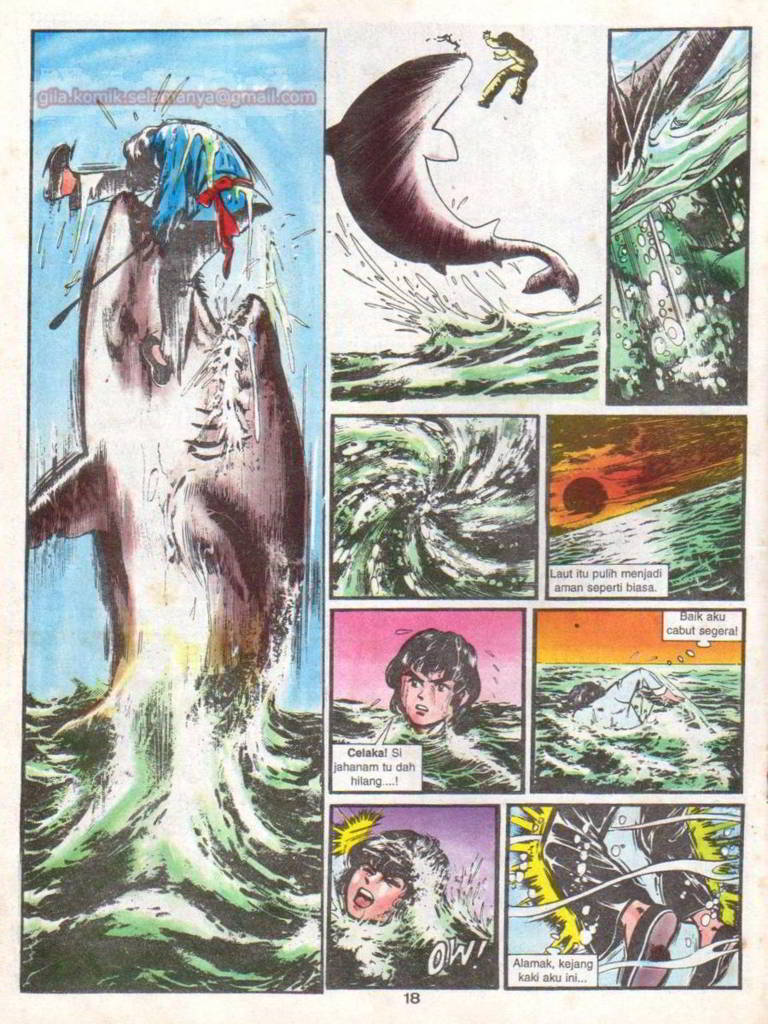 gila.komik.selamanya@gmail.com
Laut itu pulih menjadi
aman seperti biasa.
Celaka! Si
jahanam tu dah
hilang....!
Baik aku
cabut segera!
OW!
Alamak, kejang
kaki aku ini...
18